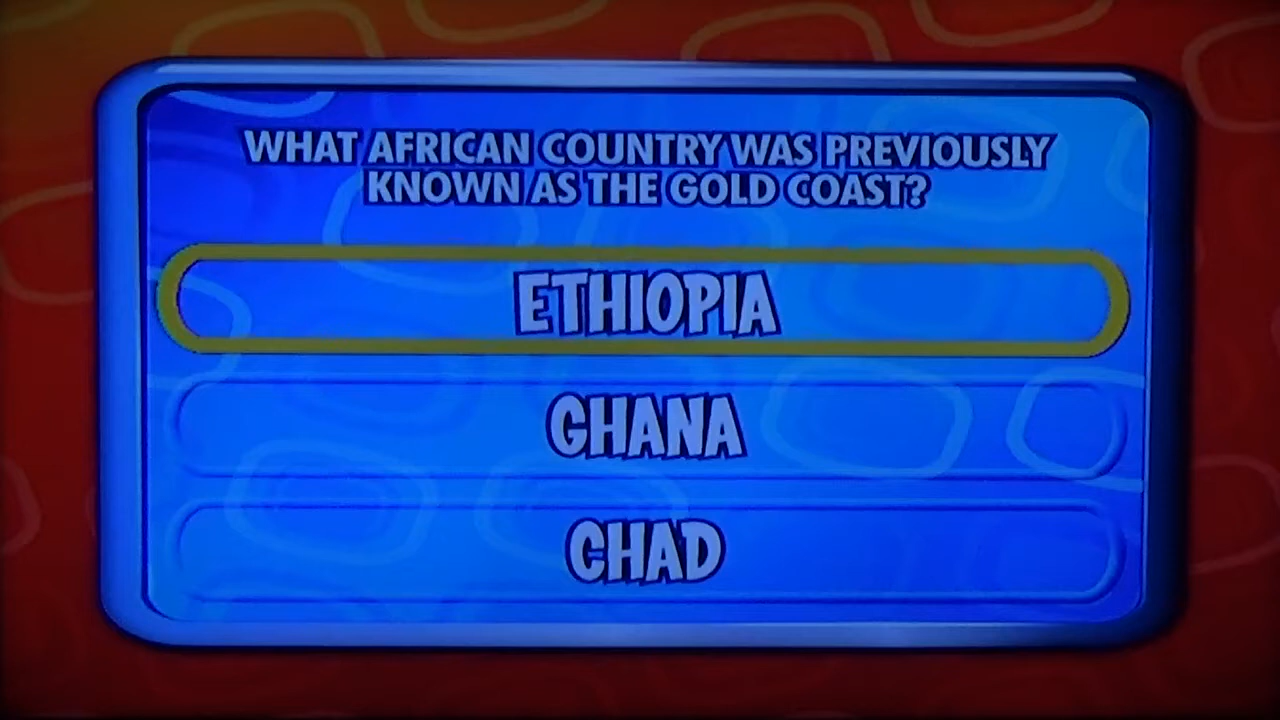 WHAT AFRICAN COUNTRY WAS PREVIOUSLY
KNOWN AS THE GOLD COAST?
ETHIOPIA
GHANA
CHAD